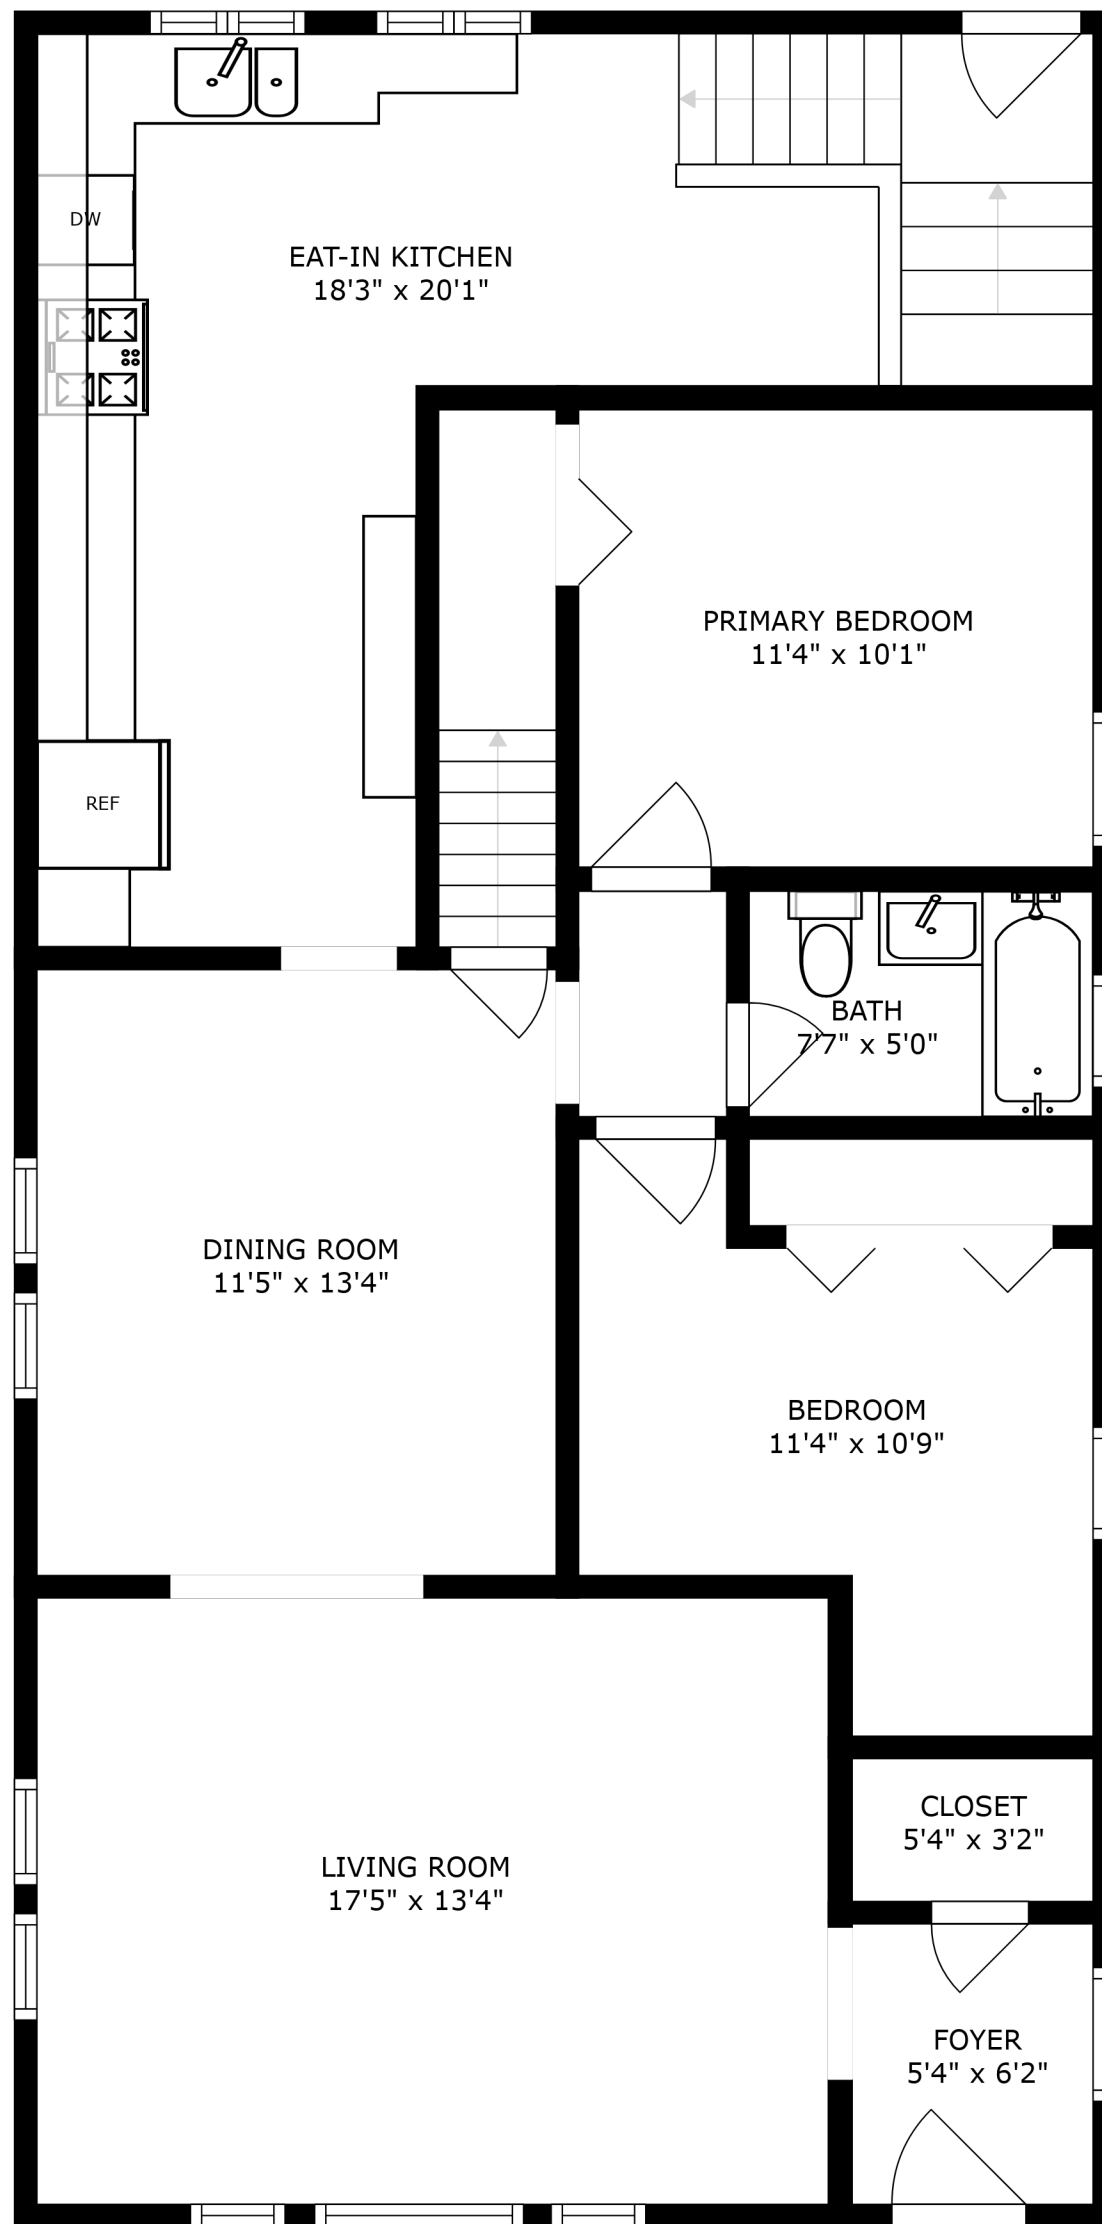 DW
EAT-IN KITCHEN
18'3" x 20'1"
PRIMARY BEDROOM
11'4" x 10'1"
REF
BATH
7'7" x 5'0"
DINING ROOM
11'5" x 13'4"
BEDROOM
11'4" x 10'9"
CLOSET
5'4" x 3'2"
LIVING ROOM
17'5" x 13'4"
FOYER
5'4" x 6'2"